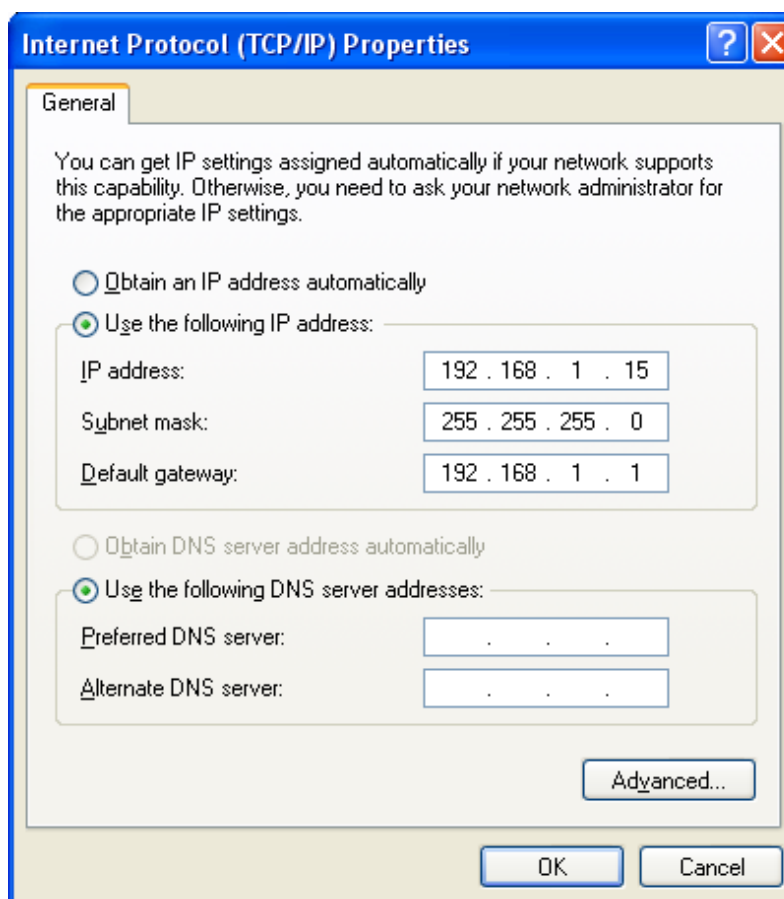 Internet Protocol (TCP/IP) Properties
General
You can get IP settings assigned automatically if your network supports
this capability. Otherwise, you need to ask your network administrator for
the appropriate IP settings.
Obtain an IP address automatically
Use the following IP address:
IP address: 192 . 168 . 1 . 15
Subnet mask: 255 . 255 . 255 . 0
Default gateway: 192 . 168 . 1 . 1
Obtain DNS server address automatically
Use the following DNS server addresses:
Preferred DNS server: . . .
Alternate DNS server: . . .
Advanced...
OK Cancel